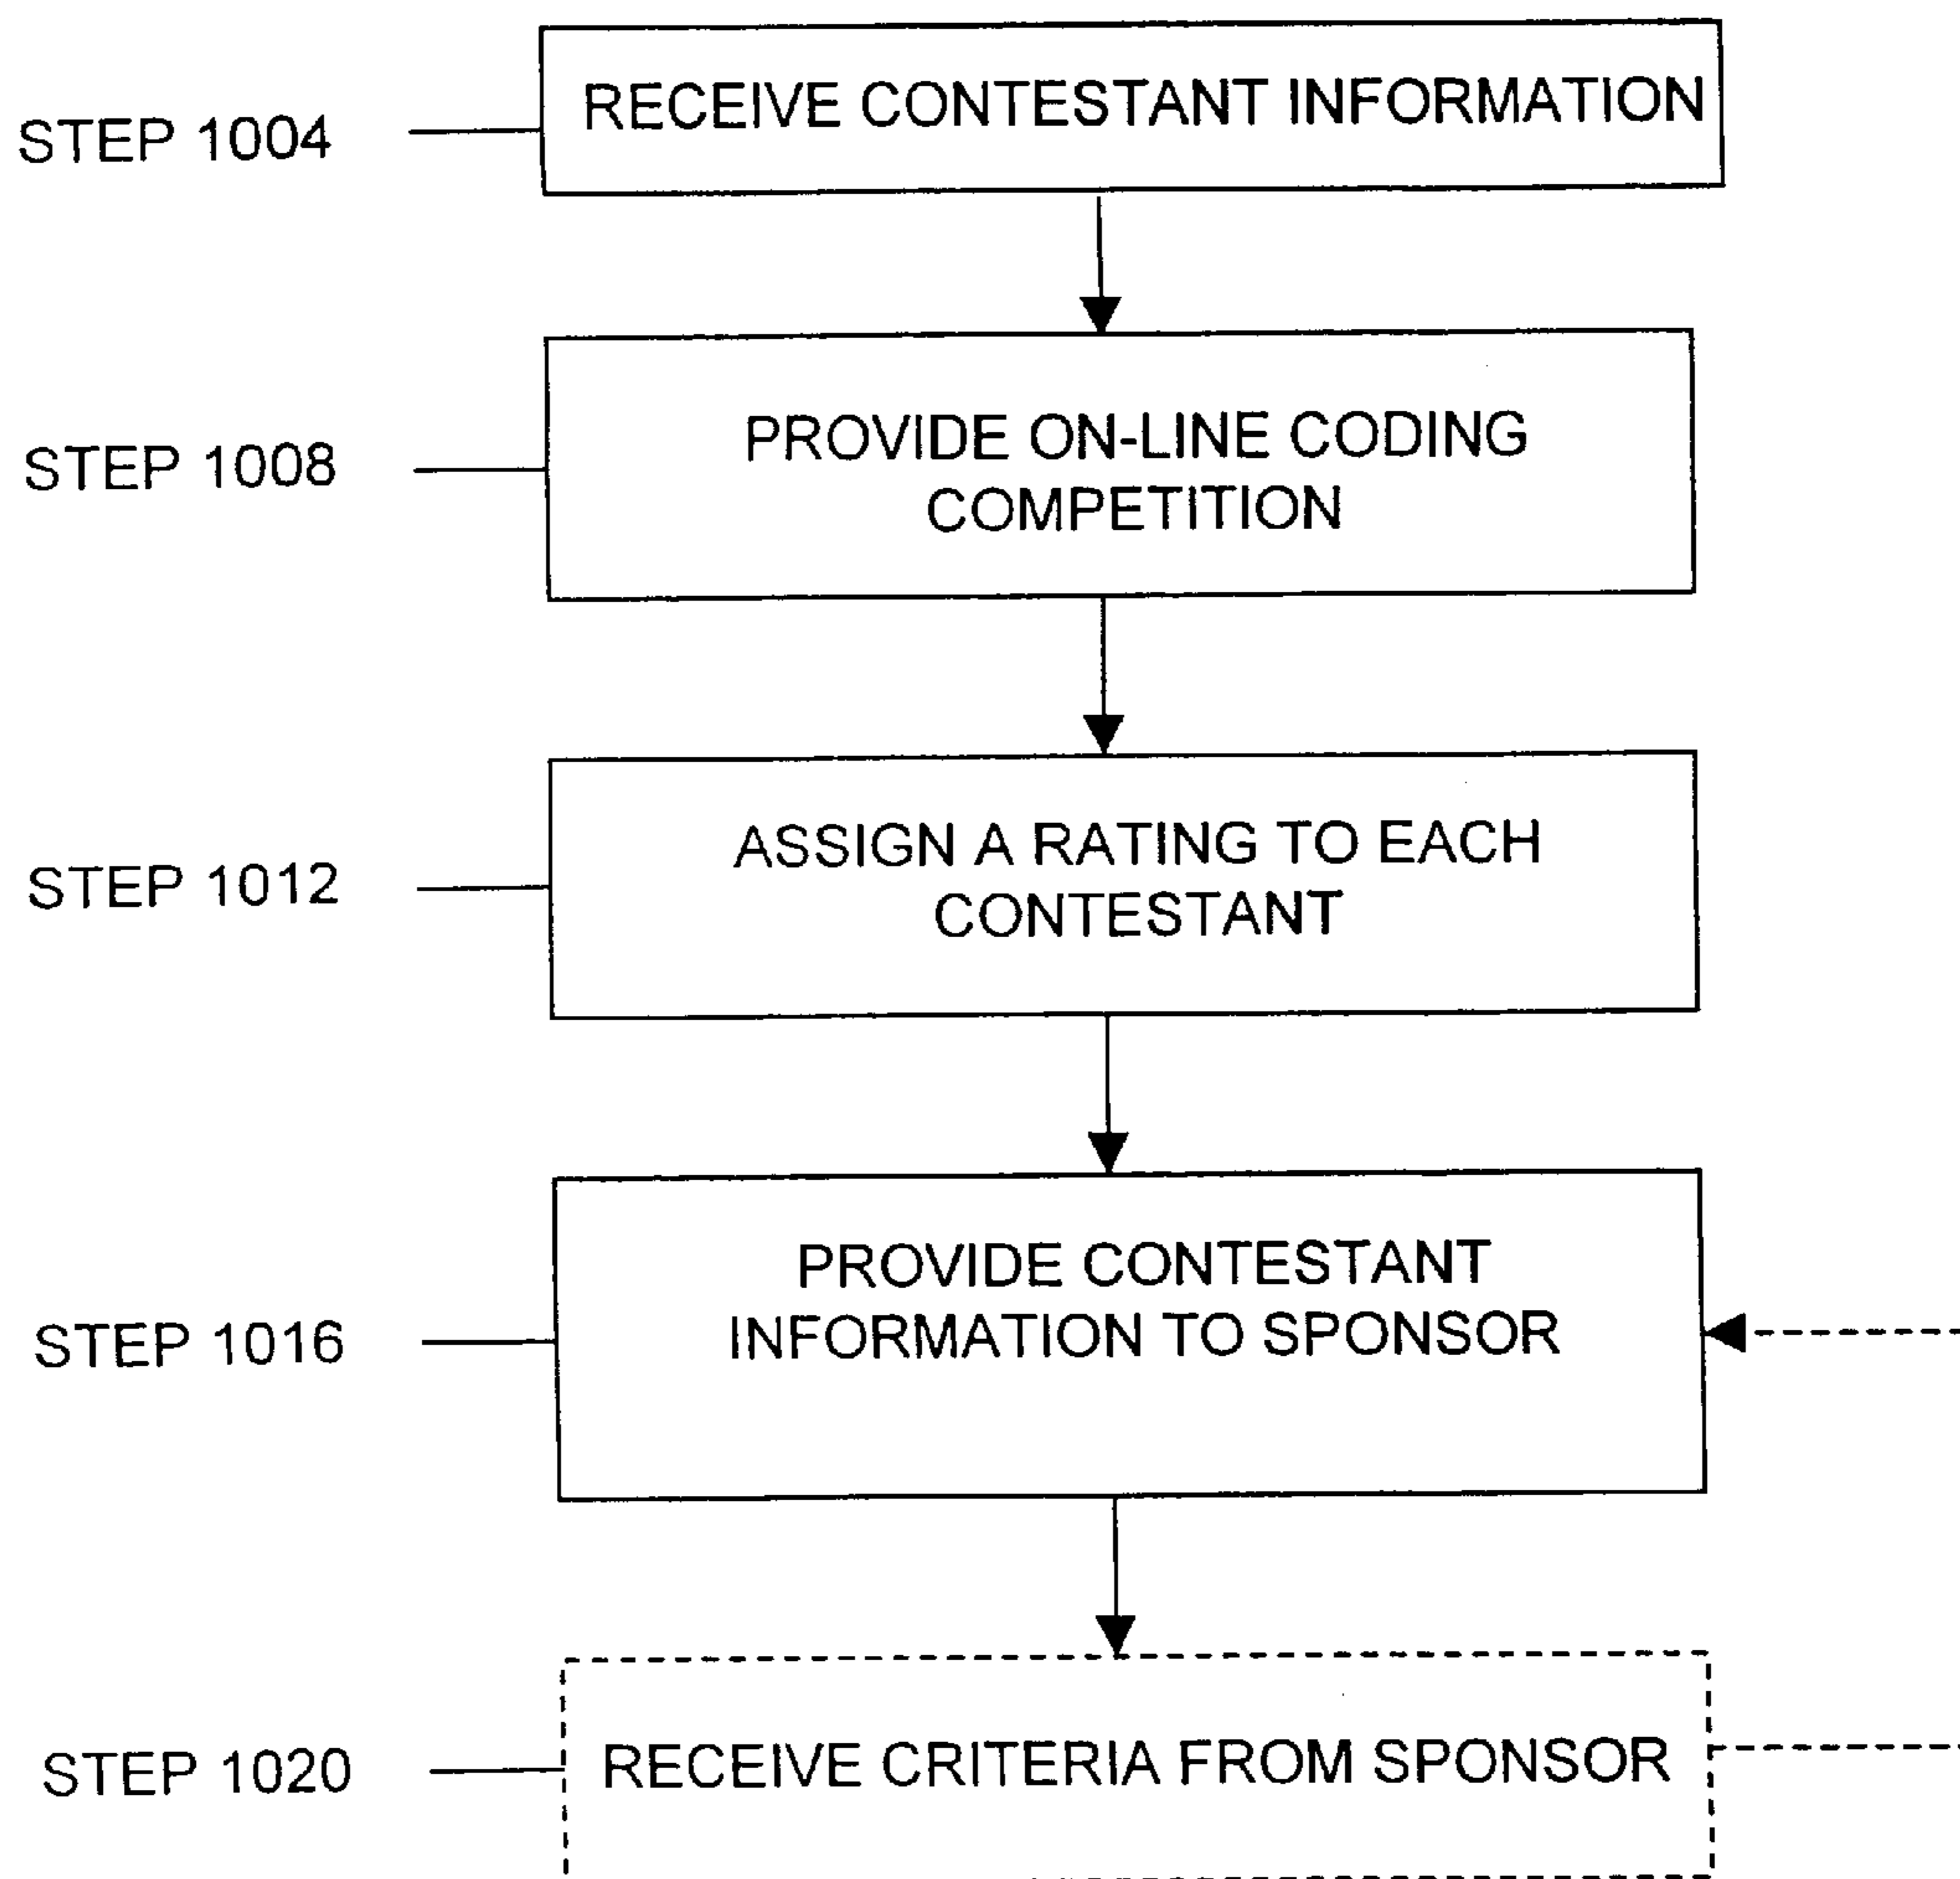 STEP 1004
RECEIVE CONTESTANT INFORMATION
STEP 1008
PROVIDE ON-LINE CODING
COMPETITION
STEP 1012
ASSIGN A RATING TO EACH
CONTESTANT
STEP 1016
PROVIDE CONTESTANT
INFORMATION TO SPONSOR
STEP 1020
RECEIVE CRITERIA FROM SPONSOR